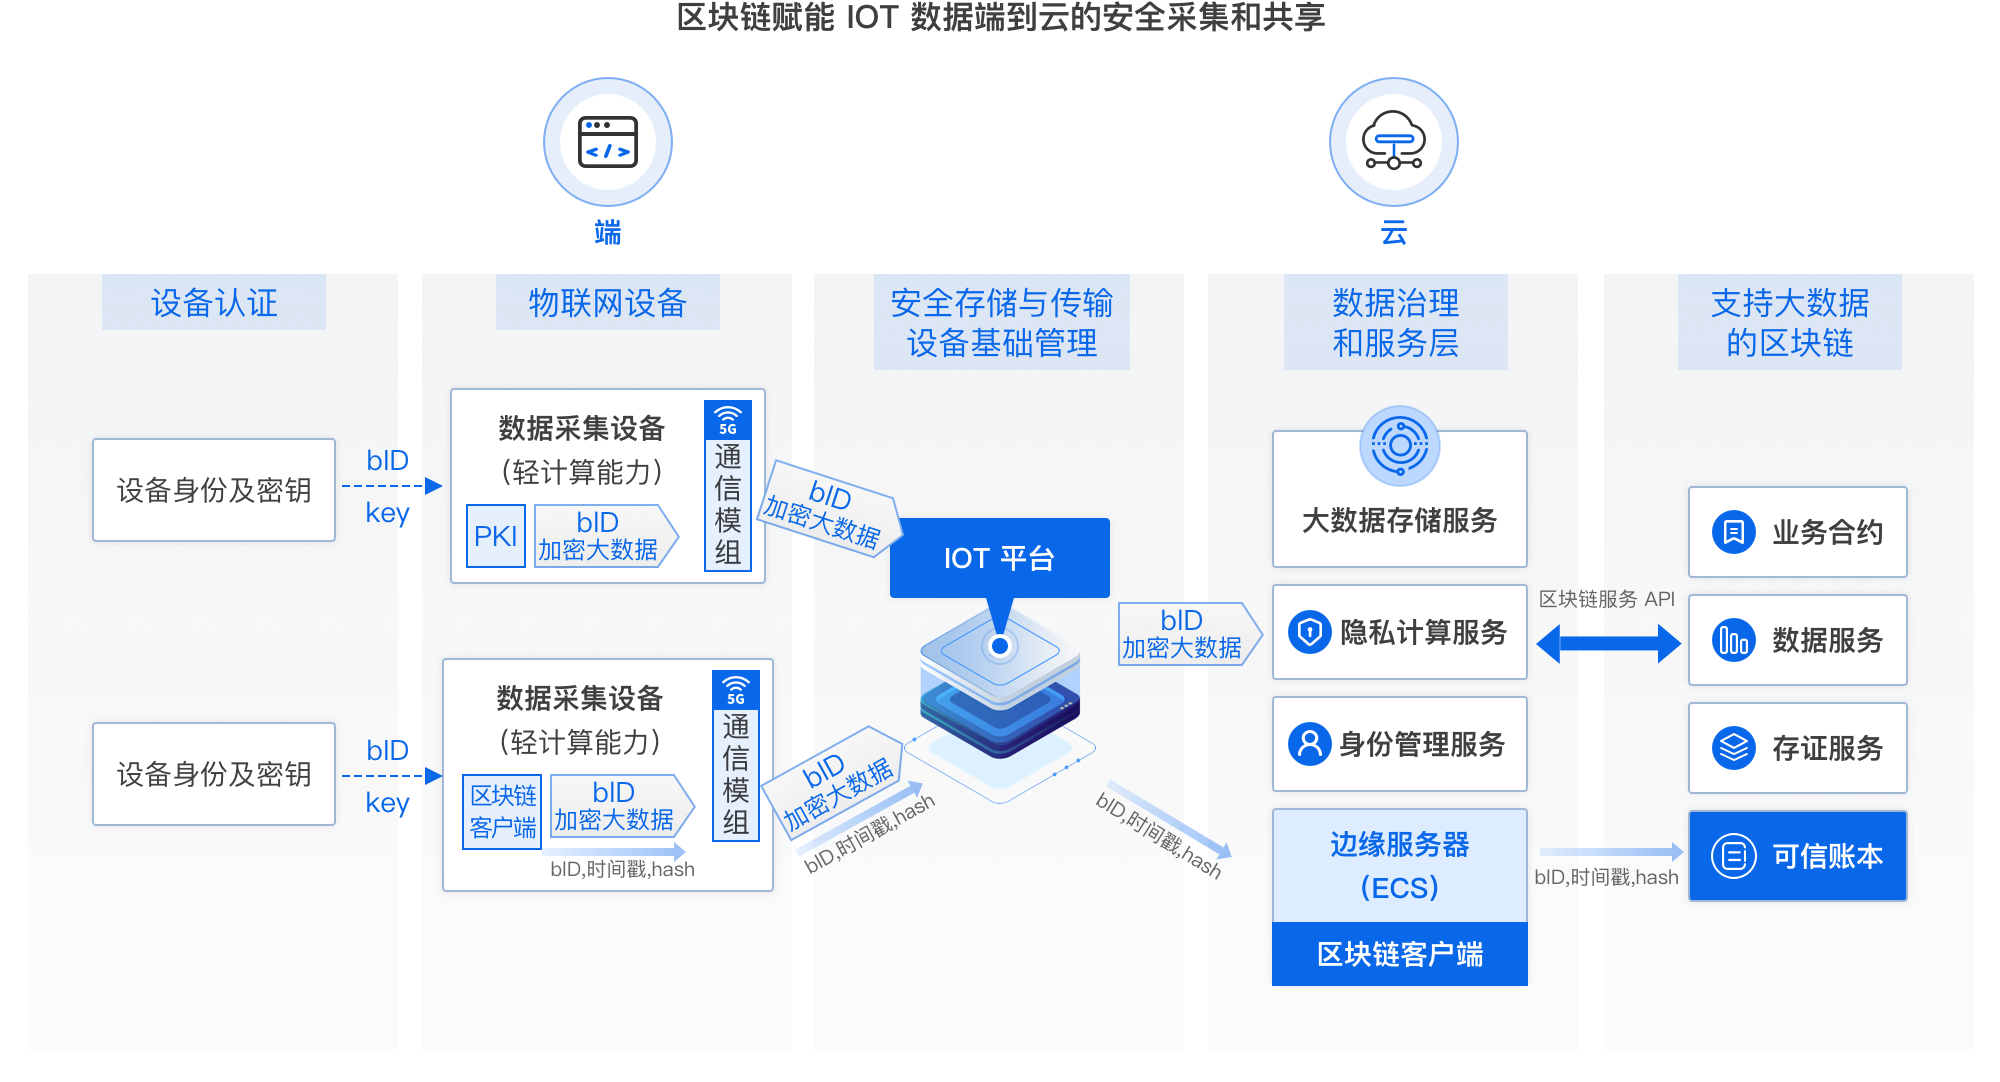 区块链赋能 IOT 数据端到云的安全采集和共享
端
云
设备认证
物联网设备
安全存储与传输
设备基础管理
数据治理
和服务层
支持大数据
的区块链
设备身份及密钥
bID
key
数据采集设备
（轻计算能力）
PKI
bID
加密大数据
5G
通
信
模
组
bID
加密大数据
IOT 平台
设备身份及密钥
bID
key
数据采集设备
（轻计算能力）
区块链
客户端
bID
加密大数据
bID,时间戳,hash
5G
通
信
模
组
bID
加密大数据
bID,时间戳,hash
bID
加密大数据
bID,时间戳,hash
大数据存储服务
隐私计算服务
身份管理服务
边缘服务器
（ECS）
区块链客户端
区块链服务 API
bID,时间戳,hash
业务合约
数据服务
存证服务
可信账本